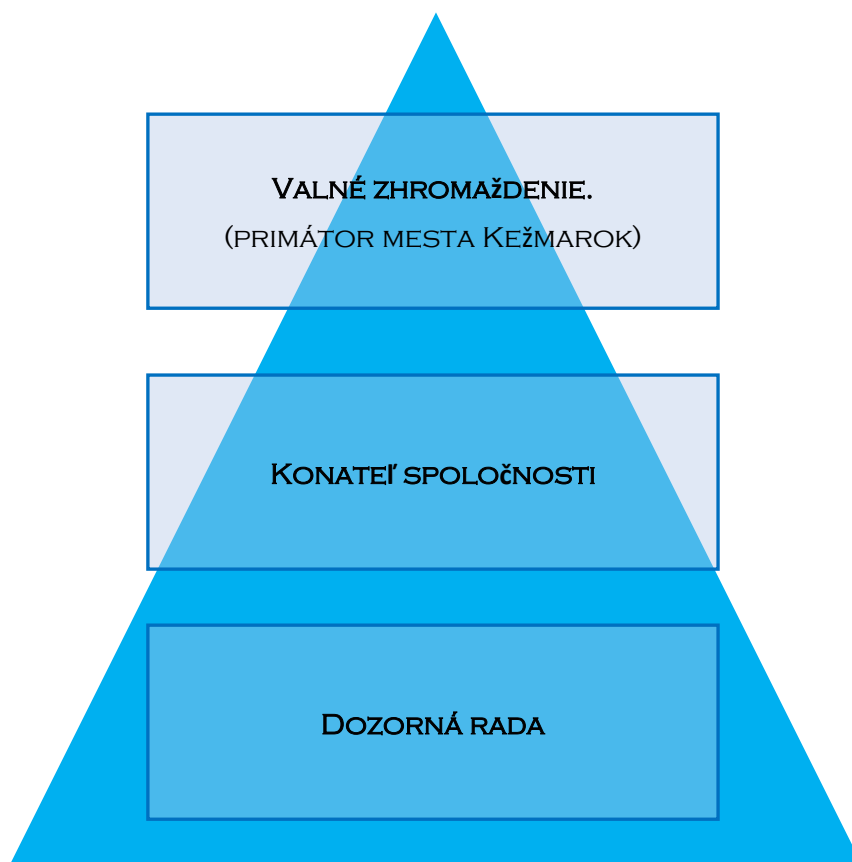 Valné zhromaždenie.
(primátor mesta Kežmarok)
Konateľ spoločnosti
Dozorná rada